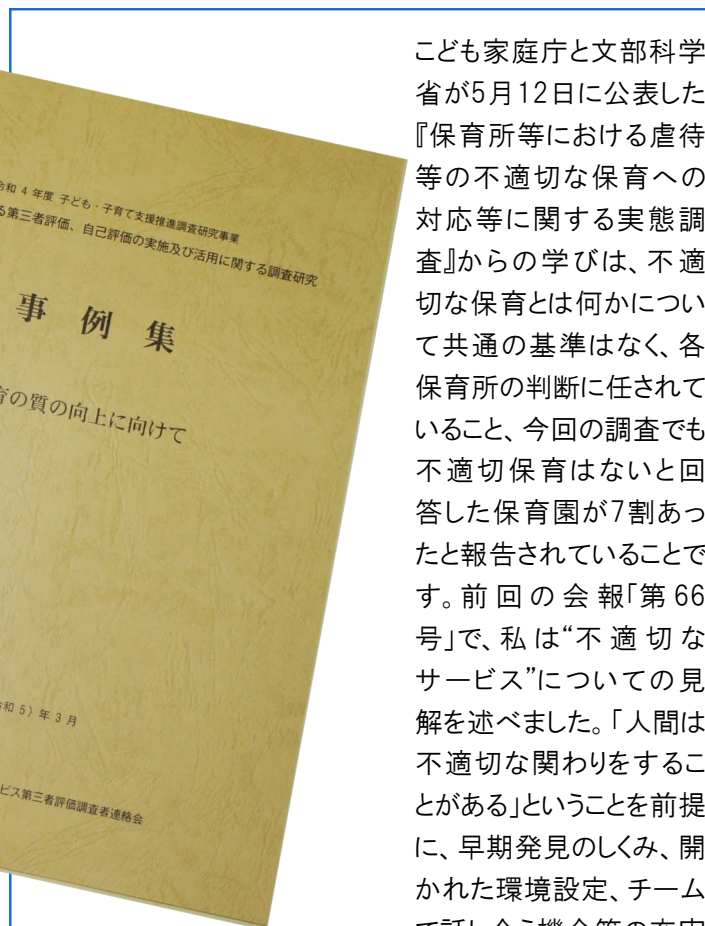 令和 4 年度 子ども・子育て支援推進調査研究事業
る第三者評価、自己評価の実施及び活用に関する調査研究
事例集
育の質の向上に向けて
令和 5）年 3 月
ビス第三者評価調査者連絡会
こども家庭庁と文部科学
省が5月12日に公表した
『保育所等における虐待
等の不適切な保育への
対応等に関する実態調
査』からの学びは、不適
切な保育とは何かについ
て共通の基準はなく、各
保育所の判断に任されて
いること、今回の調査でも
不適切保育はないと回
答した保育園が7割あっ
たと報告されていることで
す。前回の会報「第66
号」で、私は“不適切な
サービス”についての見
解を述べました。「人間は
不適切な関わりをするこ
とがある」ということを前提
に、早期発見のしくみ、開
かれた環境設定、チーム